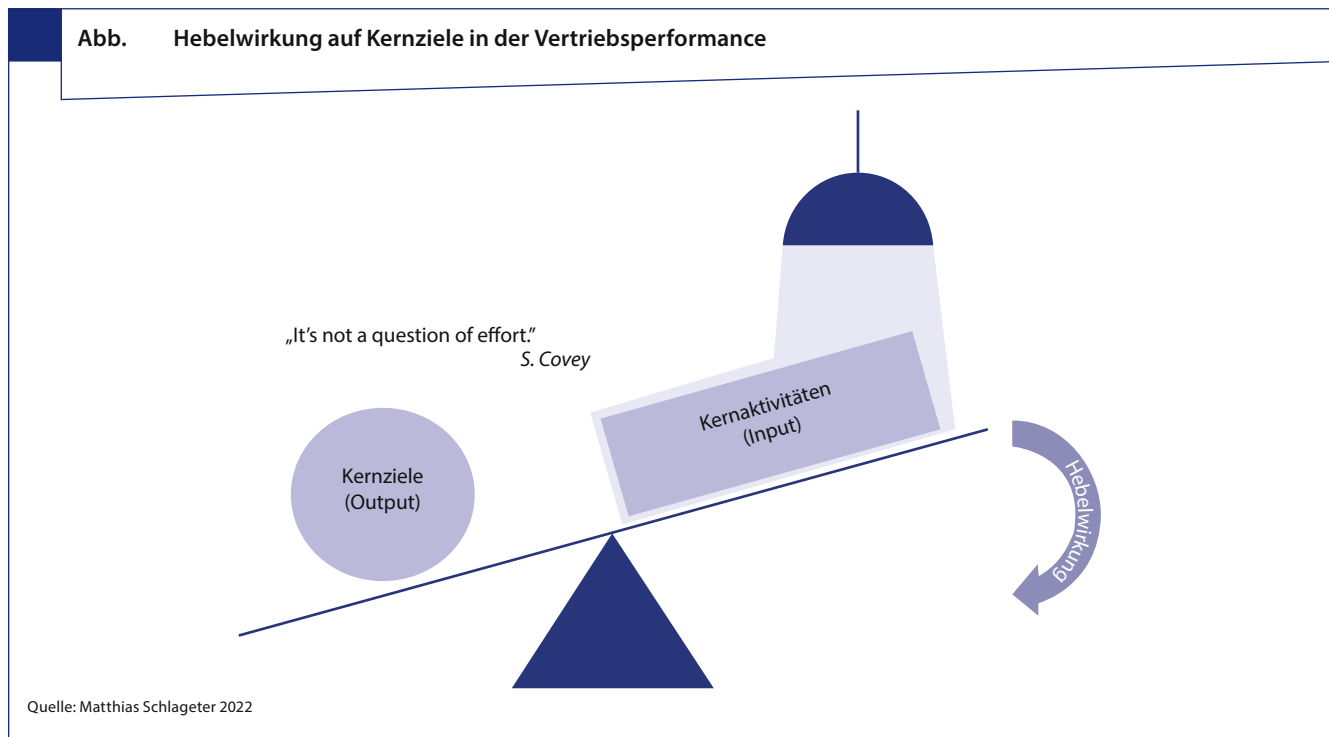 Abb. Hebelwirkung auf Kernziele in der Vertriebsperformance
„It’s not a question of effort.”
S. Covey
Kernaktivitäten
(Input)
Kernziele
(Output)
Hebelwirkung
Quelle: Matthias Schlageter 2022